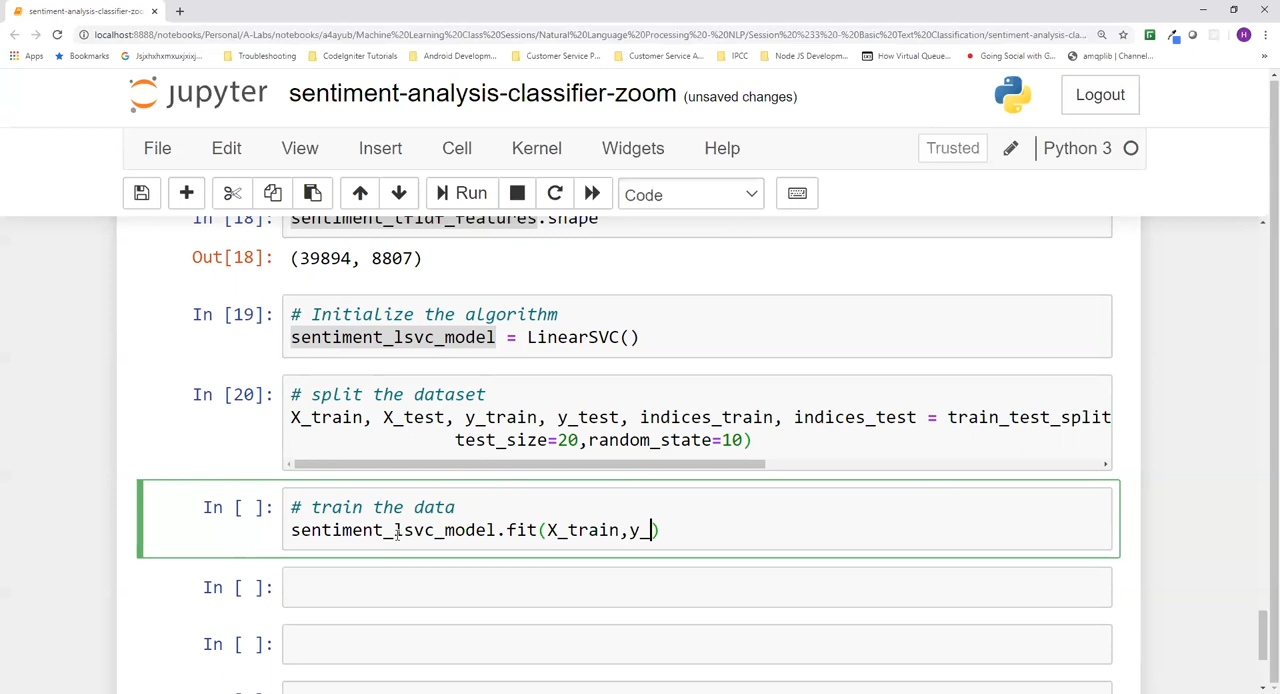 sentiment-analysis-classifier-zoo
localhost:8888/notebooks/Personal/A-Labs/notebooks/a4ayub/Machine%20Learning%20Class%20Sessions/Natural%20Language%20Processing%20-%20NLP/Session%20%233%20-%20Basic%20Text%20Classification/sentiment-analysis-cla...
Apps Bookmarks Jsjxhxhxmxuxjxixj... Troubleshooting CodeIgniter Tutorials Android Developm... Customer Service P... Customer Service A... IPCC Node JS Developm... How Virtual Queue... Going Social with G... amqplib | Channel... »
jupyter sentiment-analysis-classifier-zoom (unsaved changes) Logout
File Edit View Insert Cell Kernel Widgets Help Trusted Python 3
Run Code
In [18]: sentiment_tfidf_features.shape
Out[18]: (39894, 8807)
In [19]: # Initialize the algorithm
sentiment_lsvc_model = LinearSVC()
In [20]: # split the dataset
X_train, X_test, y_train, y_test, indices_train, indices_test = train_test_split
test_size=20,random_state=10)
In [ ]: # train the data
sentiment_lsvc_model.fit(X_train,y_)
In [ ]:
In [ ]: